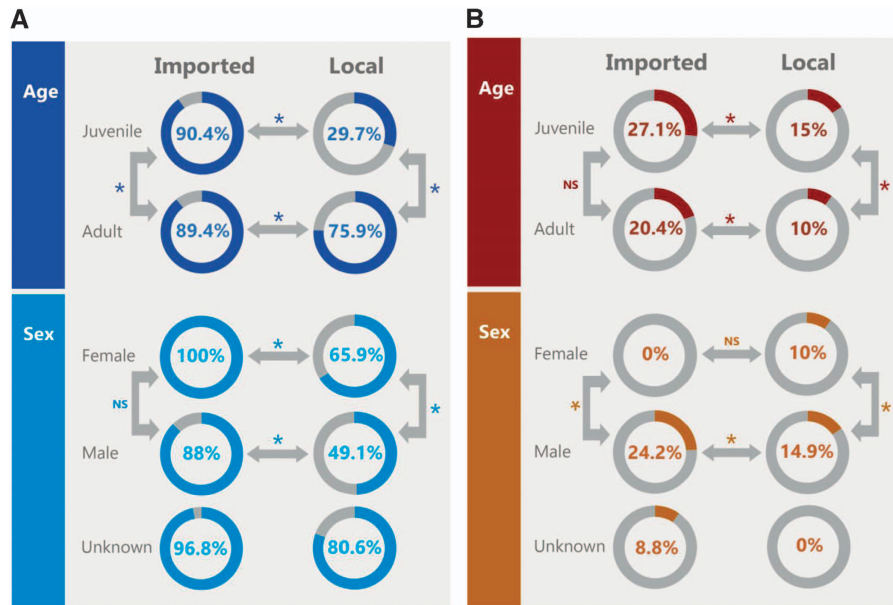 A
Imported Local
Age
Juvenile 90.4% * 29.7%
* *
Adult 89.4% * 75.9%
Sex
Female 100% * 65.9%
NS *
Male 88% * 49.1%
Unknown 96.8% 80.6%
B
Imported Local
Age
Juvenile 27.1% * 15%
NS *
Adult 20.4% * 10%
Sex
Female 0% NS 10%
* *
Male 24.2% * 14.9%
Unknown 8.8% 0%